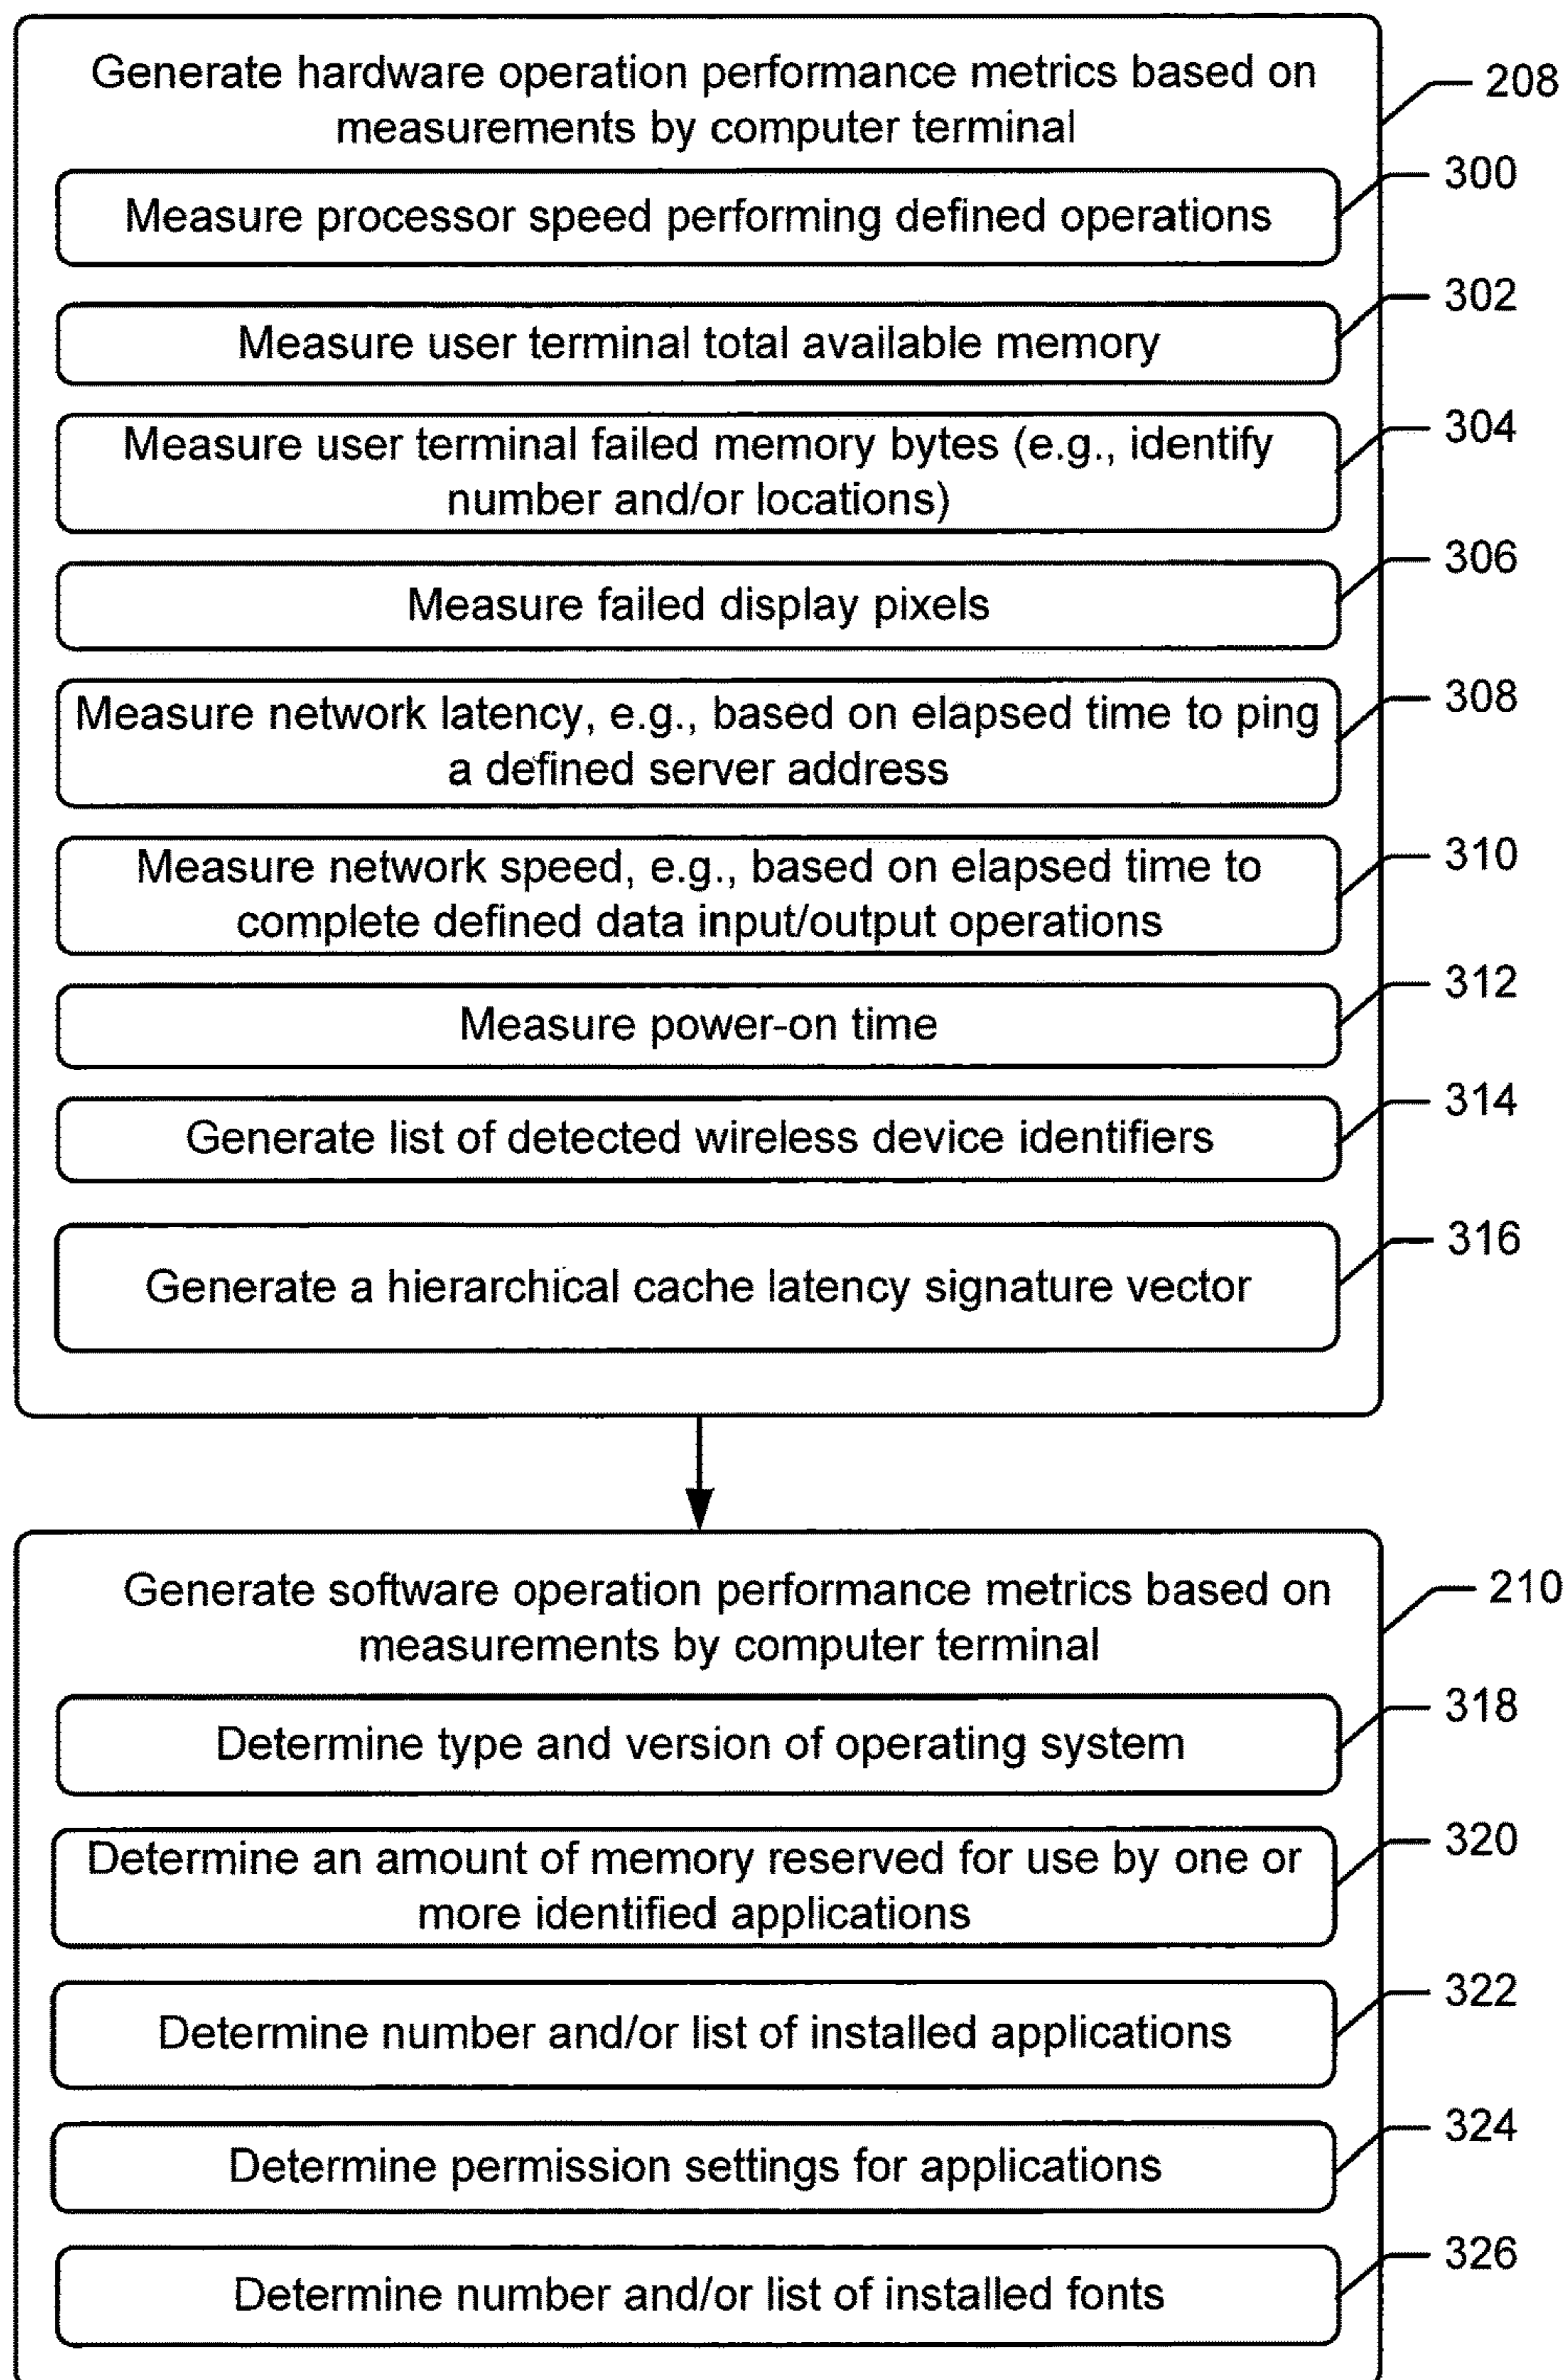 Generate hardware operation performance metrics based on
measurements by computer terminal
208
Measure processor speed performing defined operations
300
Measure user terminal total available memory
302
Measure user terminal failed memory bytes (e.g., identify
number and/or locations)
304
Measure failed display pixels
306
Measure network latency, e.g., based on elapsed time to ping
a defined server address
308
Measure network speed, e.g., based on elapsed time to
complete defined data input/output operations
310
Measure power-on time
312
Generate list of detected wireless device identifiers
314
Generate a hierarchical cache latency signature vector
316
Generate software operation performance metrics based on
measurements by computer terminal
210
Determine type and version of operating system
318
Determine an amount of memory reserved for use by one or
more identified applications
320
Determine number and/or list of installed applications
322
Determine permission settings for applications
324
Determine number and/or list of installed fonts
326